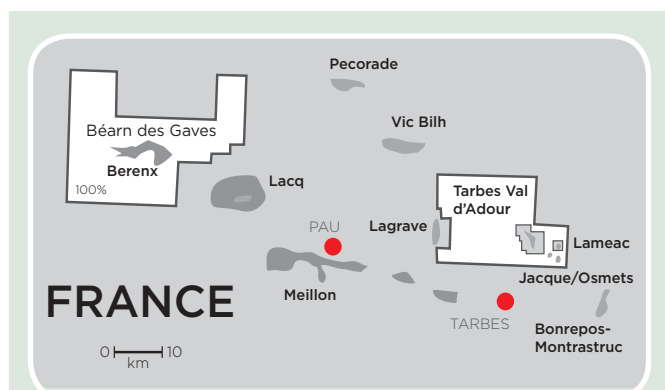 Pecorade
Vic Bilh
Béarn des Gaves
Berenx
100%
Lacq
Tarbes Val
d'Adour
PAU
Lagrave
Lameac
Jacque/Osmets
Meillon
FRANCE
TARBES
Bonrepos-
Montrastruc
0 10
km